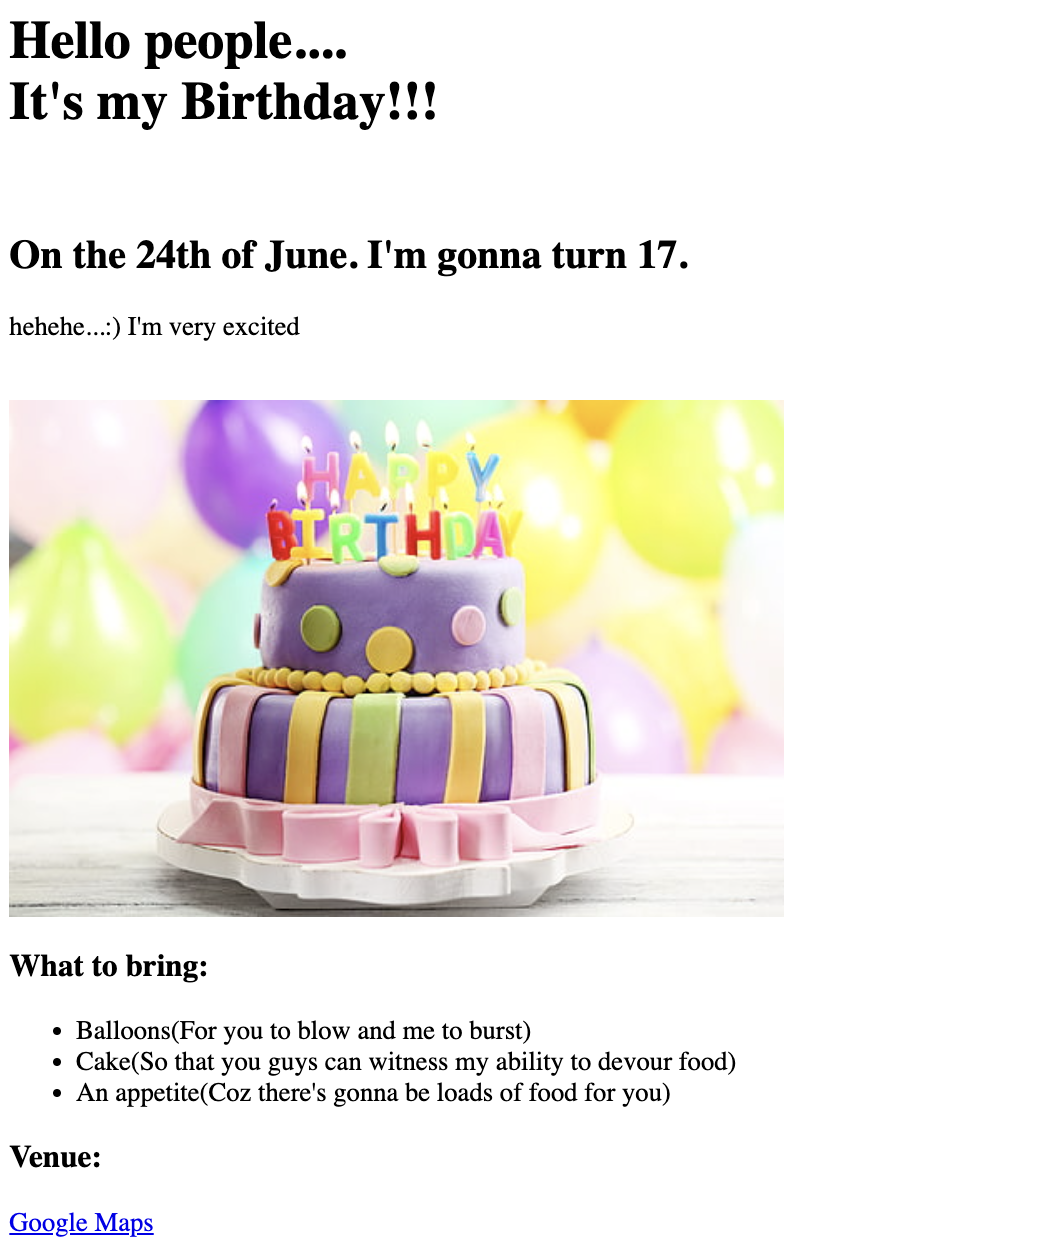 Hello people....
It's my Birthday!!!
On the 24th of June. I'm gonna turn 17.
hehehe...:) I'm very excited
HAPPY
BIRTHDAY
What to bring:
Balloons(For you to blow and me to burst)
Cake(So that you guys can witness my ability to devour food)
An appetite(Coz there's gonna be loads of food for you)
Venue:
Google Maps